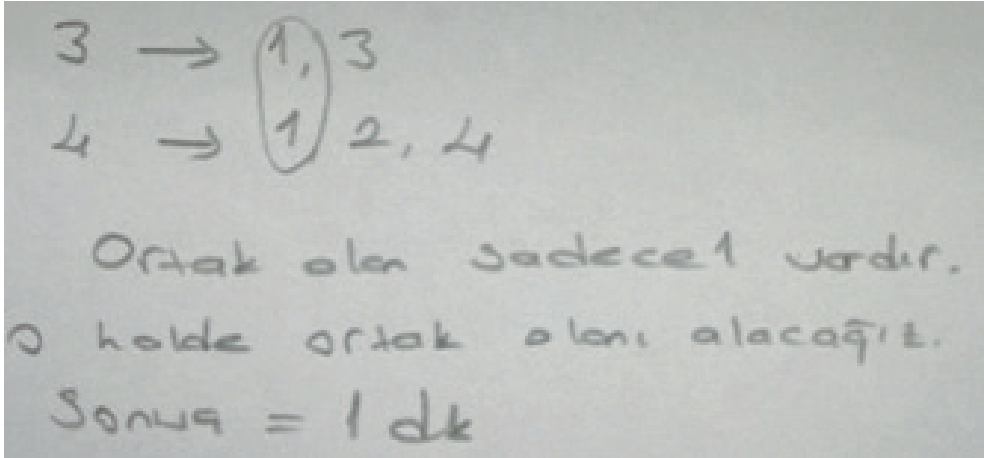 3 → 1, 3
4 → 1 2, 4
Ortak olan sadece 1 vardır.
O halde ortak olanı alacağız.
Sonuç = 1 dk